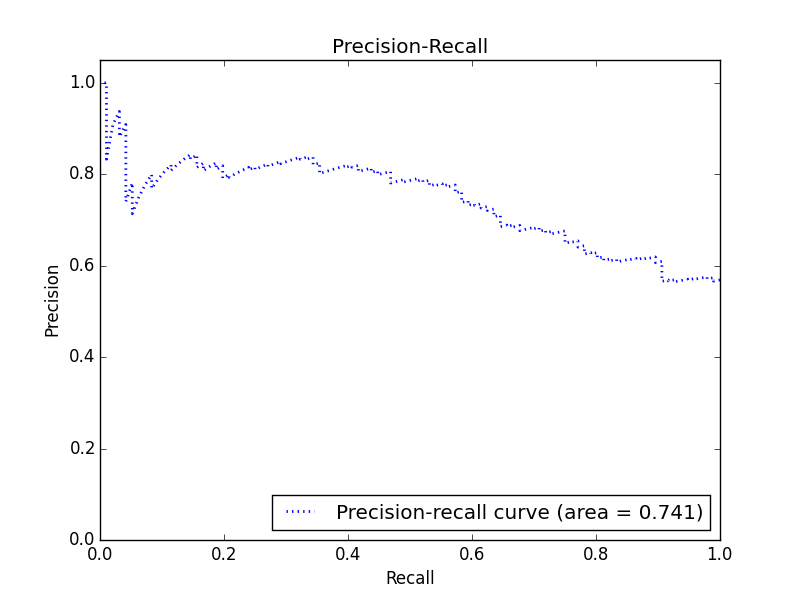 Precision-Recall
1.0
0.8
0.6
0.4
0.2
0.0
Precision
Precision-recall curve (area = 0.741)
0.0 0.2 0.4 0.6 0.8 1.0
Recall